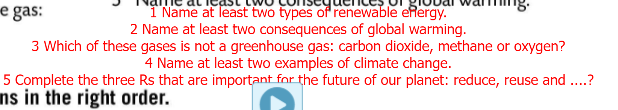 e gas:
5 Name at least two consequences of global warming.
1 Name at least two types of renewable energy.
2 Name at least two consequences of global warming.
3 Which of these gases is not a greenhouse gas: carbon dioxide, methane or oxygen?
4 Name at least two examples of climate change.
5 Complete the three Rs that are important for the future of our planet: reduce, reuse and ....?
ns in the right order.